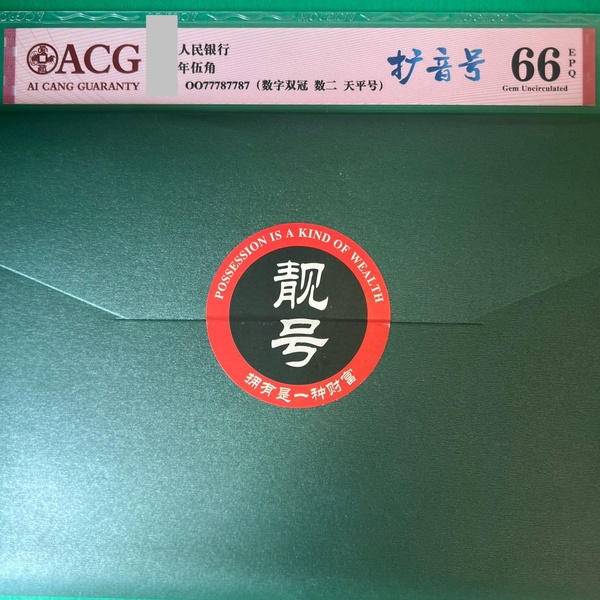 ACG
AI CANG GUARANTY
人民银行
年伍角
OO77787787（数字双冠 数二 天平号）
扩音号
66
EPQ
Gem Uncirculated
POSSESSION IS A KIND OF WEALTH
靓号
拥有是一种财富